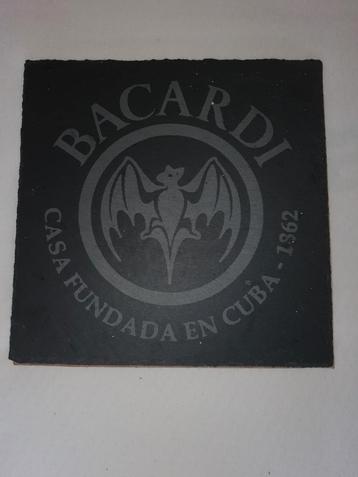 BACARDI
CASA FUNDADA EN CUBA - 1862